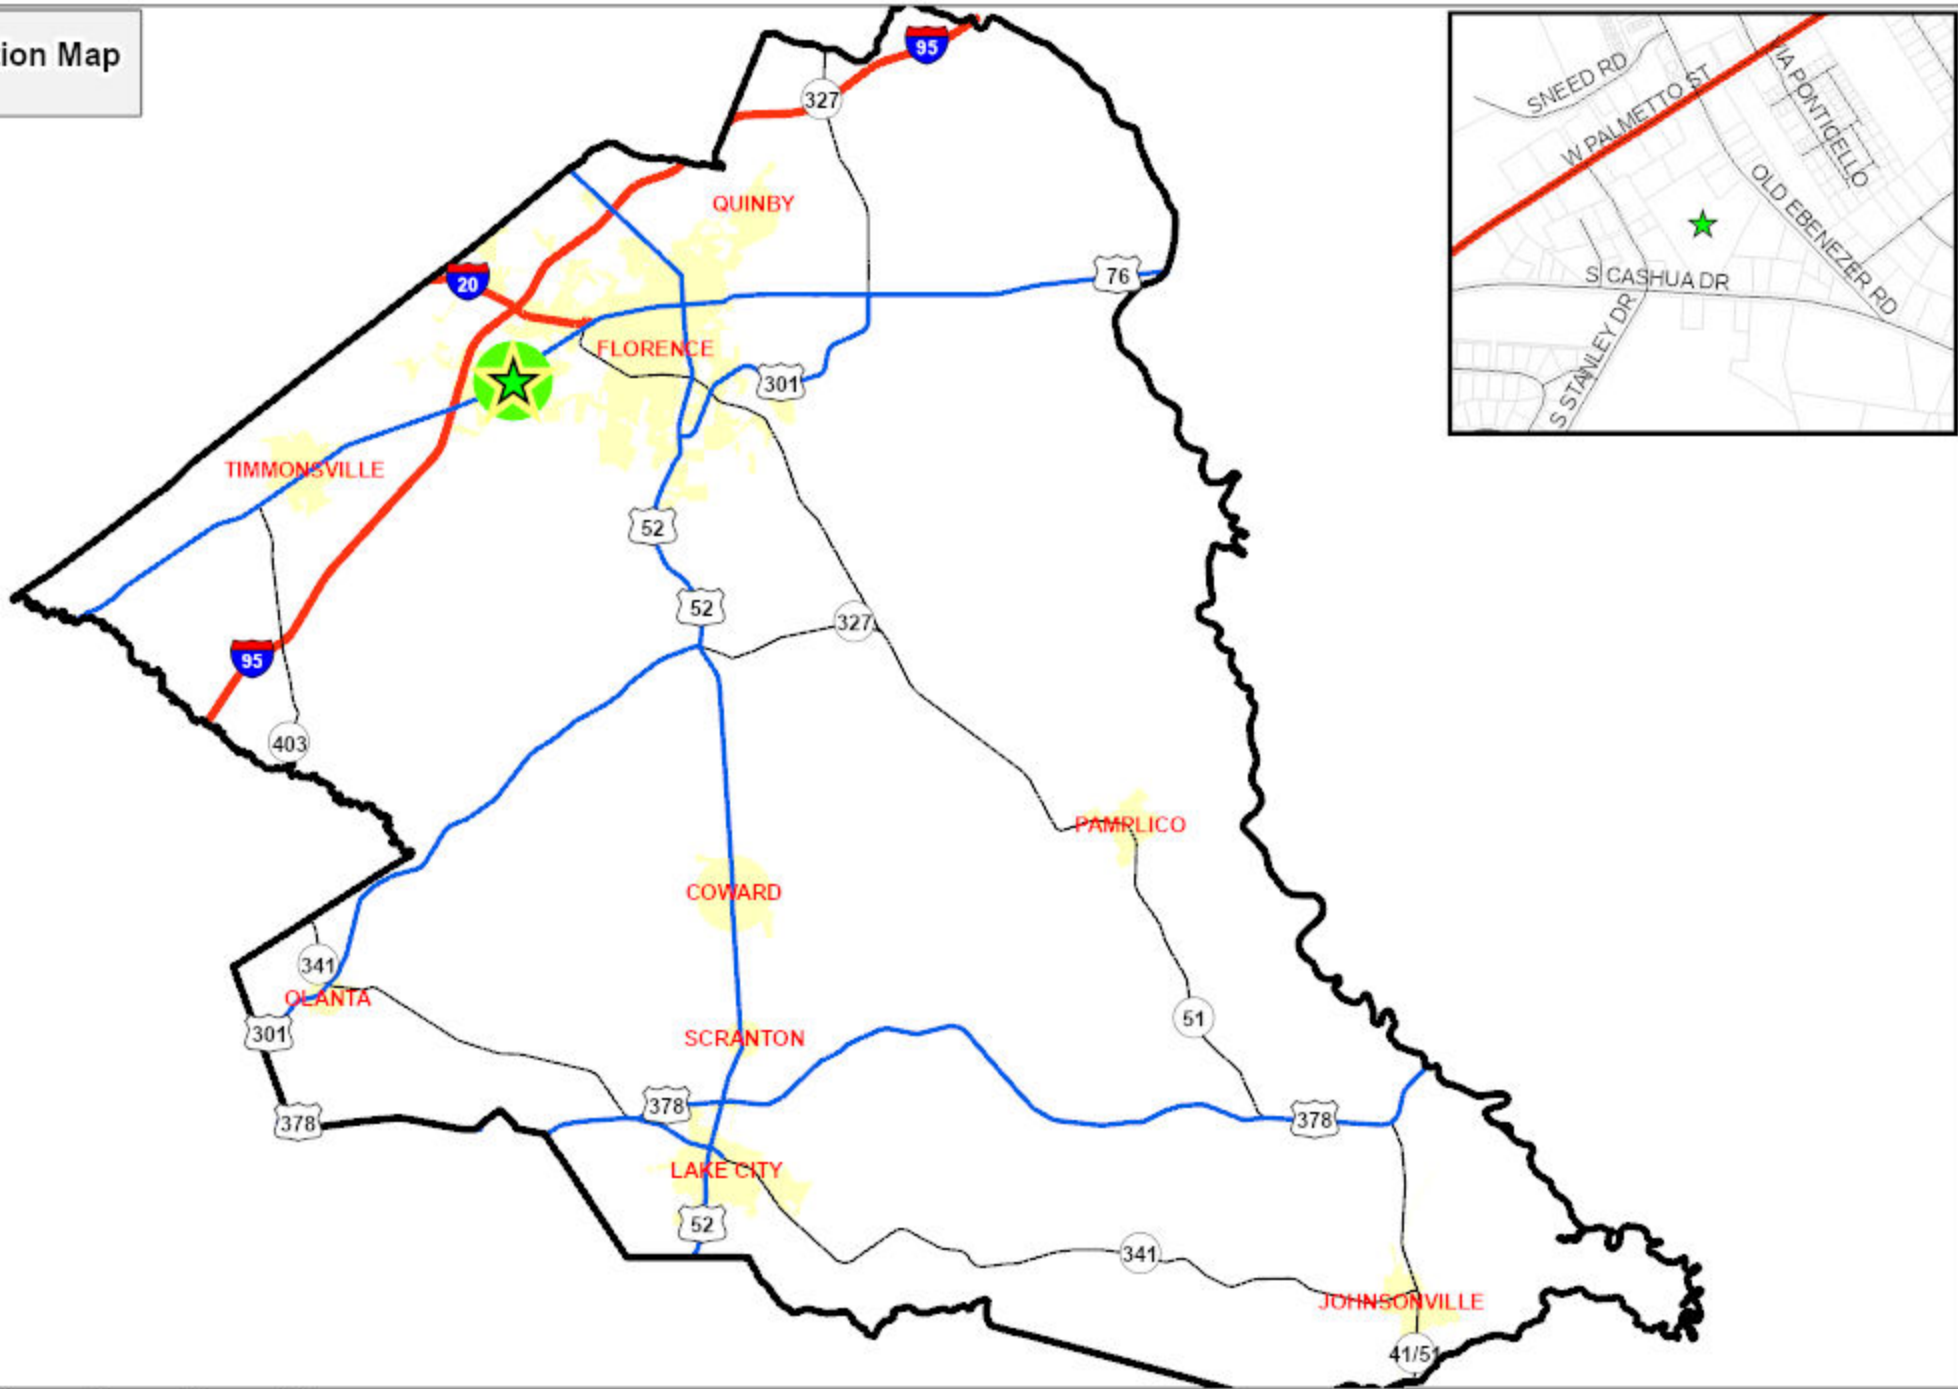 ion Map
95
327
SNEED RD
W PALMETTO ST
VIA PONTICELLO
OLD EBENEZER RD
S CASHUA DR
S STANLEY DR
QUINBY
20
76
FLORENCE
301
TIMMONSVILLE
52
52
327
95
403
PAMPLICO
COWARD
341
OLANTA
301
51
SCRANTON
378
378
378
LAKE CITY
52
341
JOHNSONVILLE
41/51